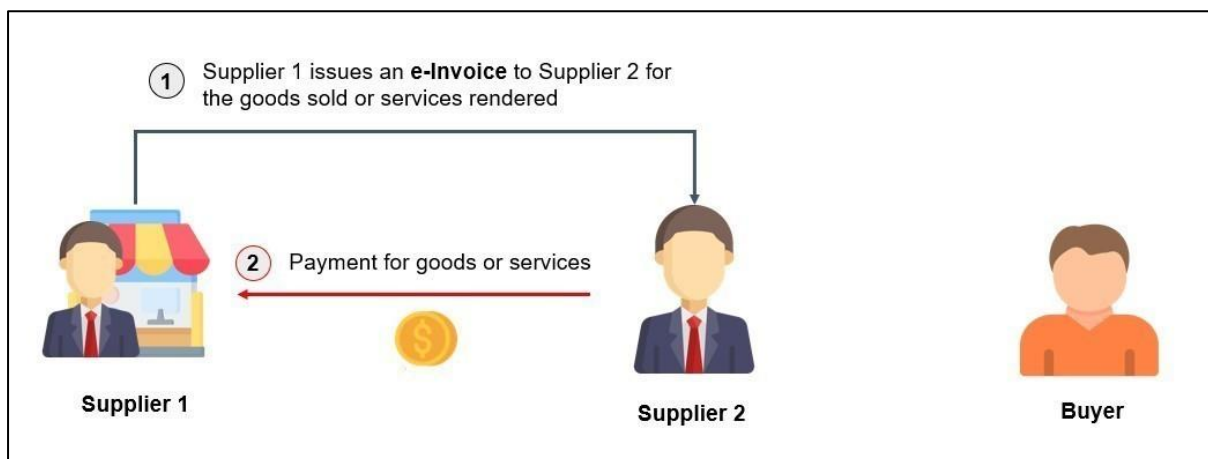 1
Supplier 1 issues an e-Invoice to Supplier 2 for
the goods sold or services rendered
2 Payment for goods or services
$
Supplier 1
Supplier 2
Buyer